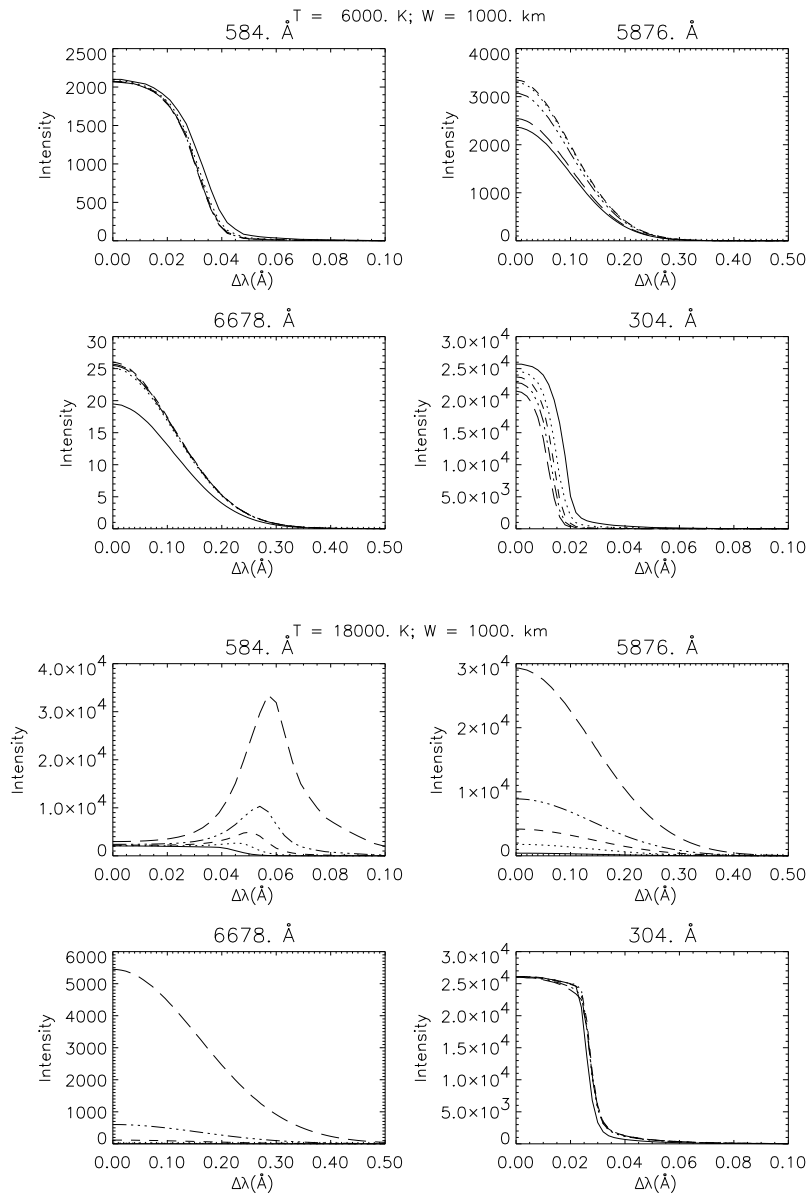 T = 6000. K; W = 1000. km
584. Å 5876. Å
Intensity
2500
2000
1500
1000
500
0
0.00 0.02 0.04 0.06 0.08 0.10
Δλ(Å)
Intensity
4000
3000
2000
1000
0
0.00 0.10 0.20 0.30 0.40 0.50
Δλ(Å)
6678. Å 304. Å
Intensity
30
25
20
15
10
5
0
0.00 0.10 0.20 0.30 0.40 0.50
Δλ(Å)
Intensity
3.0×10⁴
2.5×10⁴
2.0×10⁴
1.5×10⁴
1.0×10⁴
5.0×10³
0
0.00 0.02 0.04 0.06 0.08 0.10
Δλ(Å)
T = 18000. K; W = 1000. km
584. Å 5876. Å
Intensity
4.0×10⁴
3.0×10⁴
2.0×10⁴
1.0×10⁴
0
0.00 0.02 0.04 0.06 0.08 0.10
Δλ(Å)
Intensity
3×10⁴
2×10⁴
1×10⁴
0
0.00 0.10 0.20 0.30 0.40 0.50
Δλ(Å)
6678. Å 304. Å
Intensity
6000
5000
4000
3000
2000
1000
0
0.00 0.10 0.20 0.30 0.40 0.50
Δλ(Å)
Intensity
3.0×10⁴
2.5×10⁴
2.0×10⁴
1.5×10⁴
1.0×10⁴
5.0×10³
0
0.00 0.02 0.04 0.06 0.08 0.10
Δλ(Å)